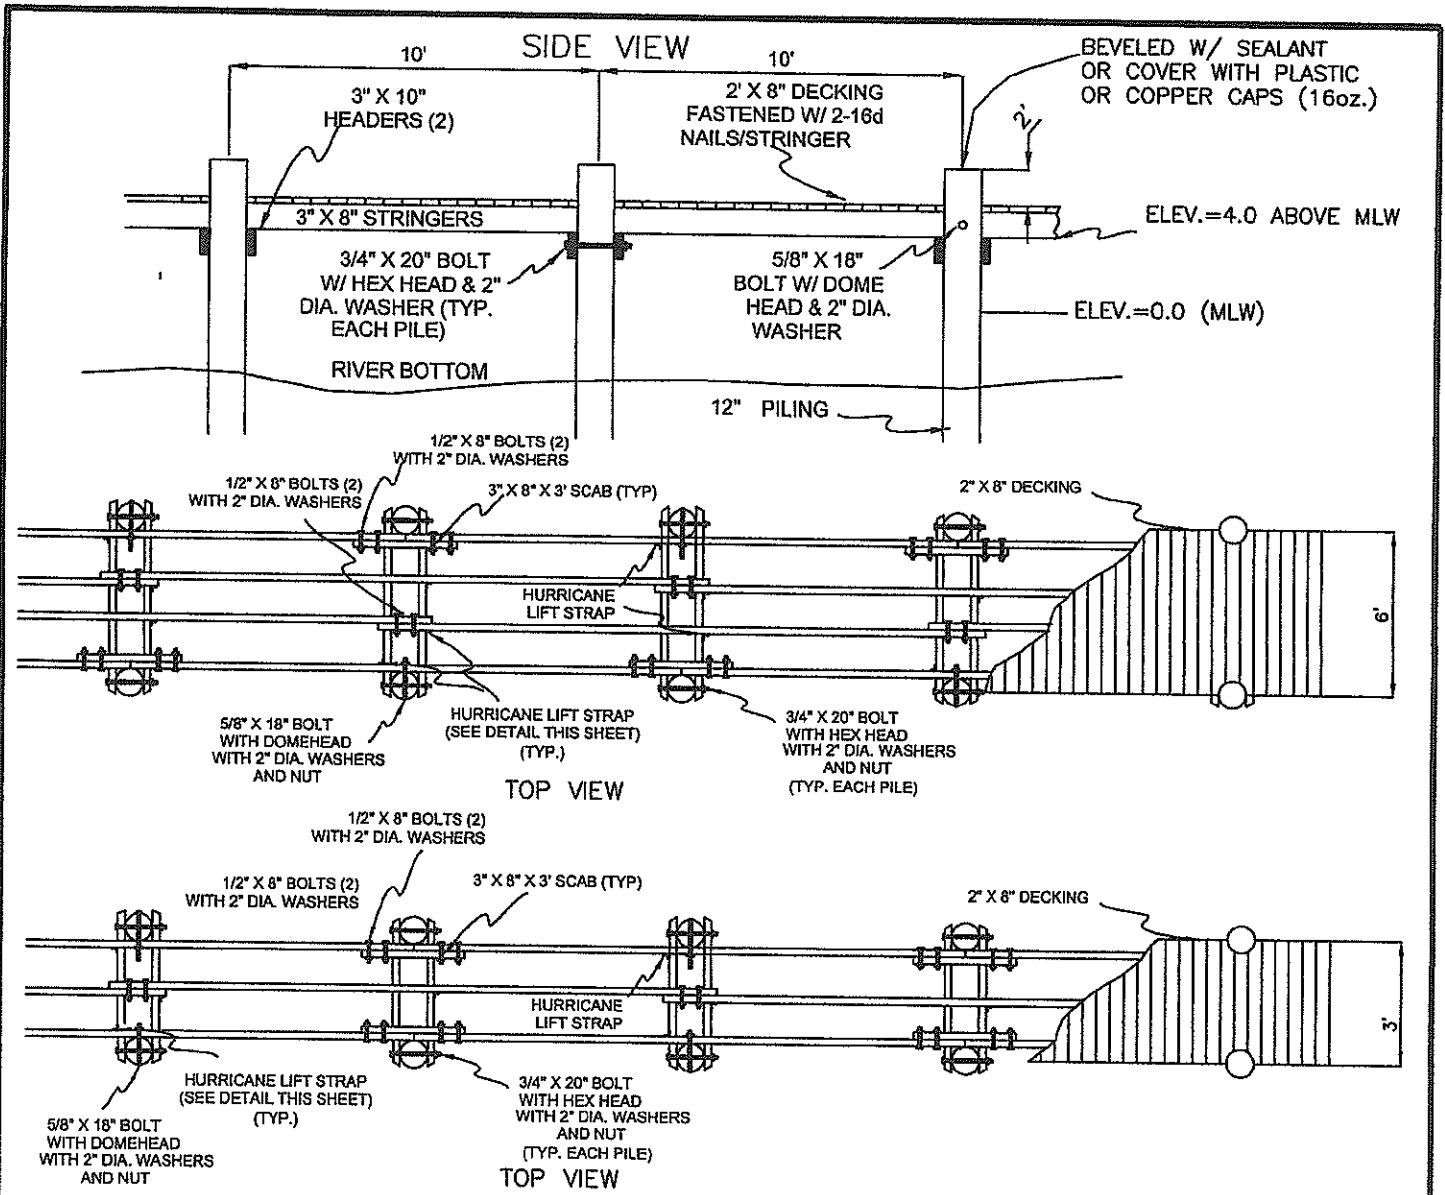 SIDE VIEW
10'
10'
BEVELED W/ SEALANT
OR COVER WITH PLASTIC
OR COPPER CAPS (16oz.)
3" X 10"
HEADERS (2)
2' X 8" DECKING
FASTENED W/ 2-16d
NAILS/STRINGER
2'
3" X 8" STRINGERS
ELEV.=4.0 ABOVE MLW
3/4" X 20" BOLT
W/ HEX HEAD & 2"
DIA. WASHER (TYP.
EACH PILE)
5/8" X 18"
BOLT W/ DOME
HEAD & 2" DIA.
WASHER
ELEV.=0.0 (MLW)
RIVER BOTTOM
12" PILING
1/2" X 8" BOLTS (2)
WITH 2" DIA. WASHERS
1/2" X 8" BOLTS (2)
WITH 2" DIA. WASHERS
3" X 8" X 3' SCAB (TYP)
2" X 8" DECKING
HURRICANE
LIFT STRAP
6'
5/8" X 18" BOLT
WITH DOMEHEAD
WITH 2" DIA. WASHERS
AND NUT
HURRICANE LIFT STRAP
(SEE DETAIL THIS SHEET)
(TYP.)
3/4" X 20" BOLT
WITH HEX HEAD
WITH 2" DIA. WASHERS
AND NUT
(TYP. EACH PILE)
TOP VIEW
1/2" X 8" BOLTS (2)
WITH 2" DIA. WASHERS
1/2" X 8" BOLTS (2)
WITH 2" DIA. WASHERS
3" X 8" X 3' SCAB (TYP)
2" X 8" DECKING
HURRICANE
LIFT STRAP
3'
HURRICANE LIFT STRAP
(SEE DETAIL THIS SHEET)
(TYP.)
3/4" X 20" BOLT
WITH HEX HEAD
WITH 2" DIA. WASHERS
AND NUT
(TYP. EACH PILE)
5/8" X 18" BOLT
WITH DOMEHEAD
WITH 2" DIA. WASHERS
AND NUT
TOP VIEW